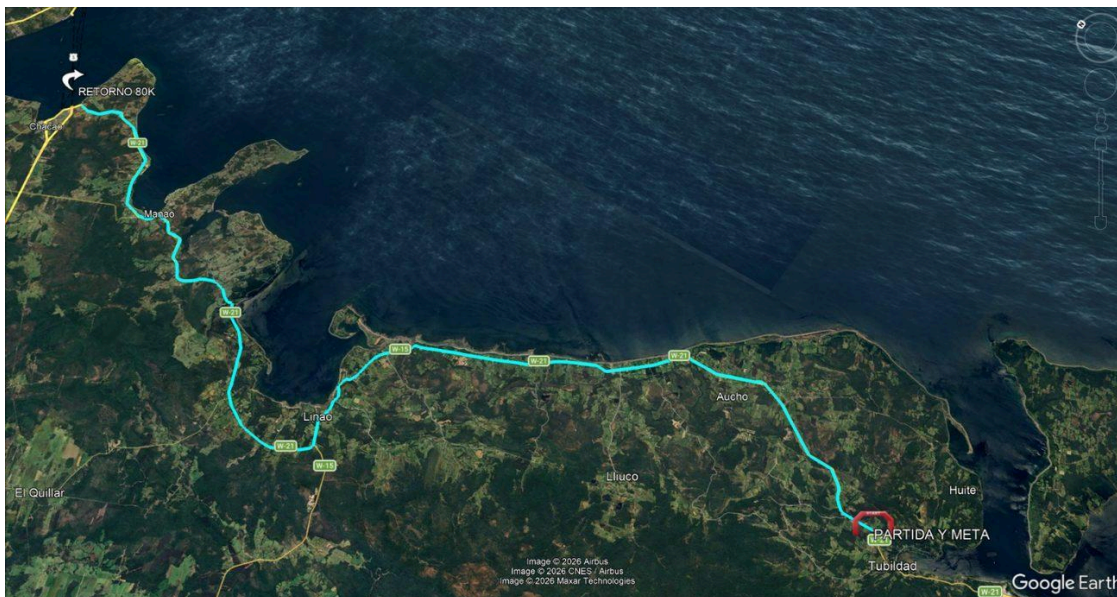 RETORNO 80K
Chacao
W-21
Manao
W-21
W-15
W-21
W-21
Aucho
Linao
W-21
W-15
Lliuco
El Quillar
Huite
PARTIDA Y META
Tubildad
Image © 2026 Airbus
Image © 2026 CNES / Airbus
Image © 2026 Maxar Technologies
Google Earth
W-21